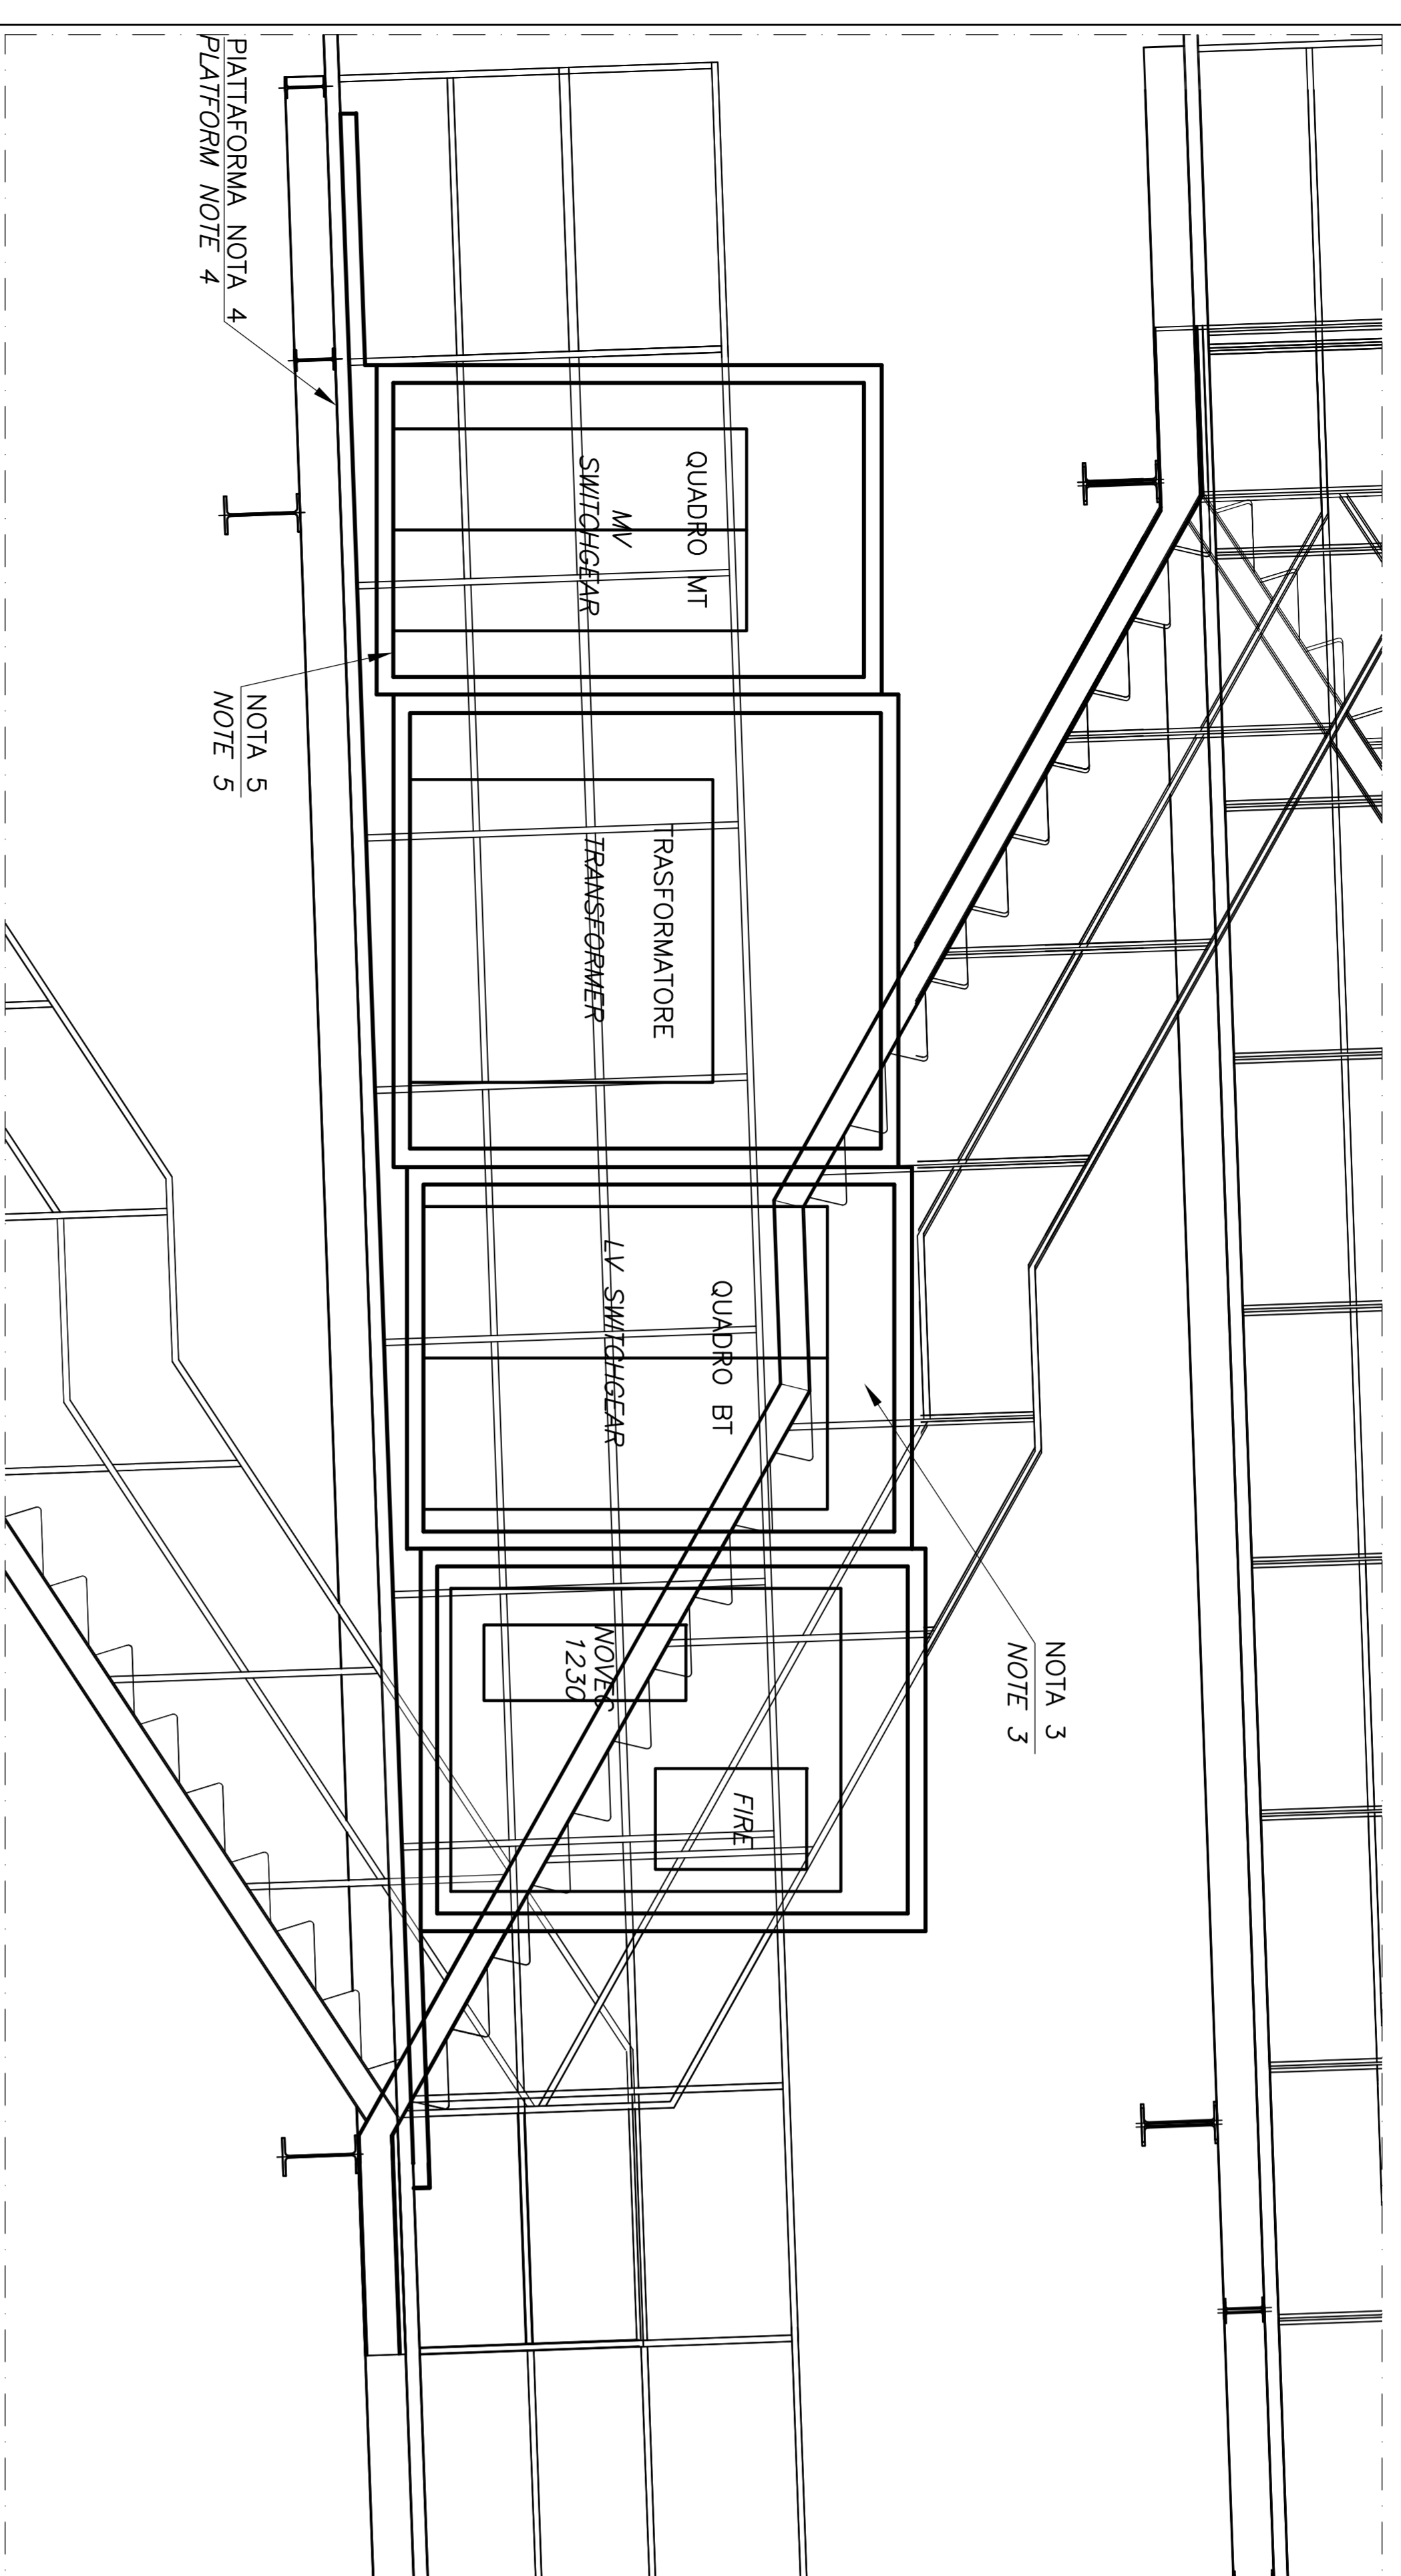 PIATTAFORMA NOTA 4
PLATFORM NOTE 4
NOTA 5
NOTE 5
QUADRO MT
MV
SWITCHGEAR
TRASFORMATORE
TRANSFORMER
QUADRO BT
LV SWITCHGEAR
NOVEC
1230
FIRE
NOTA 3
NOTE 3